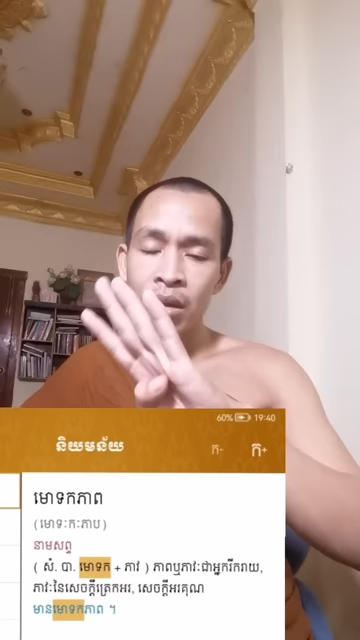 60% 19:40
និយមន័យ ក- ក+
មោទកភាព
(មោទៈកៈភាប)
នាមសព្ទ
( សំ. បា. មោទក + ភាវ ) ភាពឬភាវៈជាអ្នករីករាយ,
ភាវៈនៃសេចក្ដីត្រេកអរ, សេចក្ដីអរគុណ
មានមោទកភាព ។